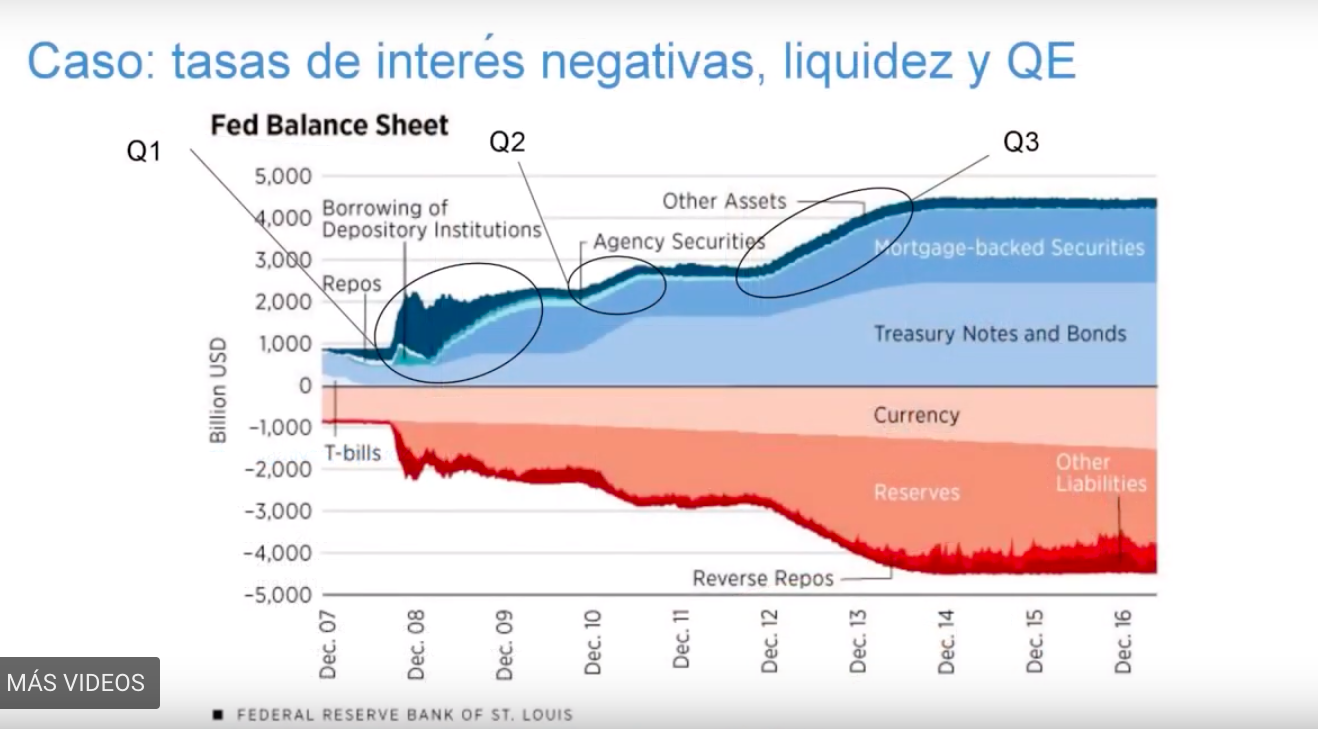 Caso: tasas de interés negativas, liquidez y QE
Fed Balance Sheet
Q1
Q2
Q3
5,000
4,000
3,000
2,000
1,000
0
−1,000
−2,000
−3,000
−4,000
−5,000
Billion USD
Borrowing of
Depository Institutions
Repos
Agency Securities
Other Assets
Mortgage-backed Securities
Treasury Notes and Bonds
Currency
T-bills
Other
Liabilities
Reserves
Reverse Repos
Dec. 07
Dec. 08
Dec. 09
Dec. 10
Dec. 11
Dec. 12
Dec. 13
Dec. 14
Dec. 15
Dec. 16
MÁS VIDEOS
■ FEDERAL RESERVE BANK OF ST. LOUIS